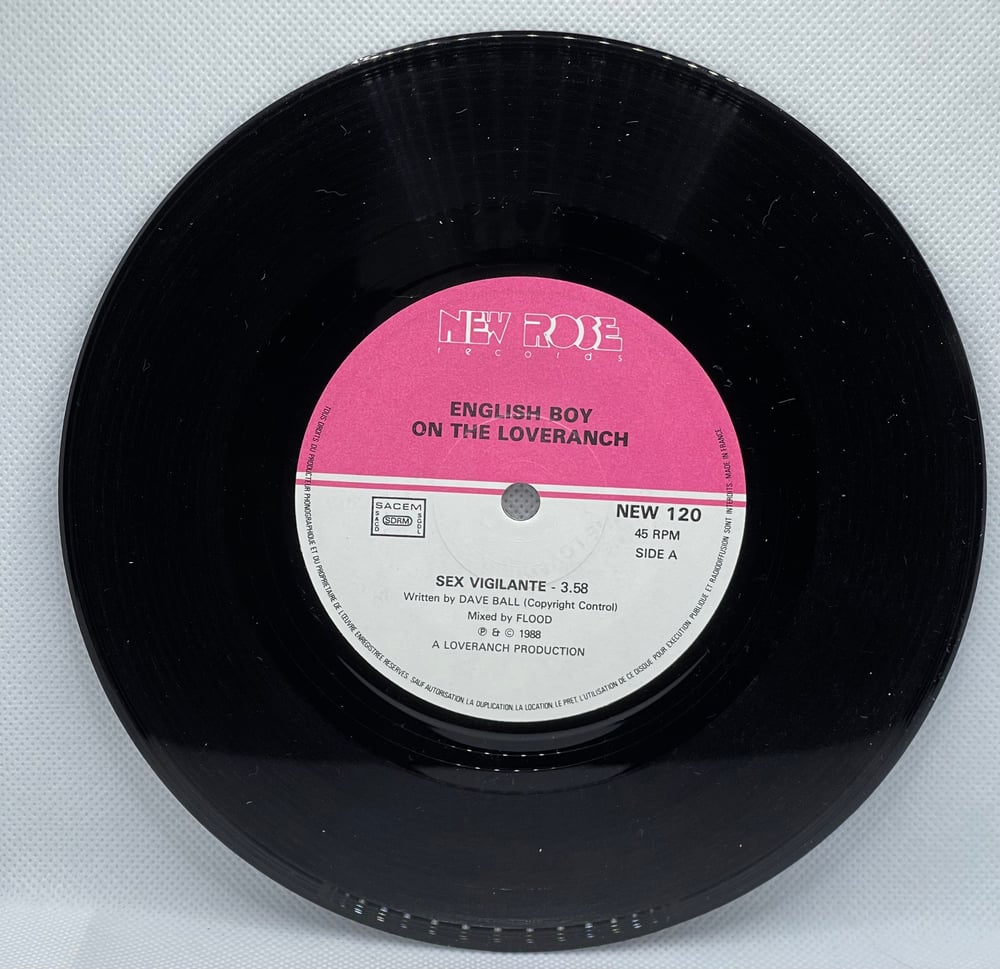 NEW ROSE
records
ENGLISH BOY
ON THE LOVERANCH
SACEM
SACD
SDRM
SGDL
NEW 120
45 RPM
SIDE A
SEX VIGILANTE - 3.58
Written by DAVE BALL (Copyright Control)
Mixed by FLOOD
℗ & © 1988
A LOVERANCH PRODUCTION
TOUS DROITS DU PRODUCTEUR PHONOGRAPHIQUE ET DU PROPRIETAIRE DE L'ŒUVRE ENREGISTREE RESERVES. SAUF AUTORISATION, LA DUPLICATION, LA LOCATION, LE PRET, L'UTILISATION DE CE DISQUE POUR EXECUTION PUBLIQUE ET RADIODIFFUSION SONT INTERDITS. MADE IN FRANCE